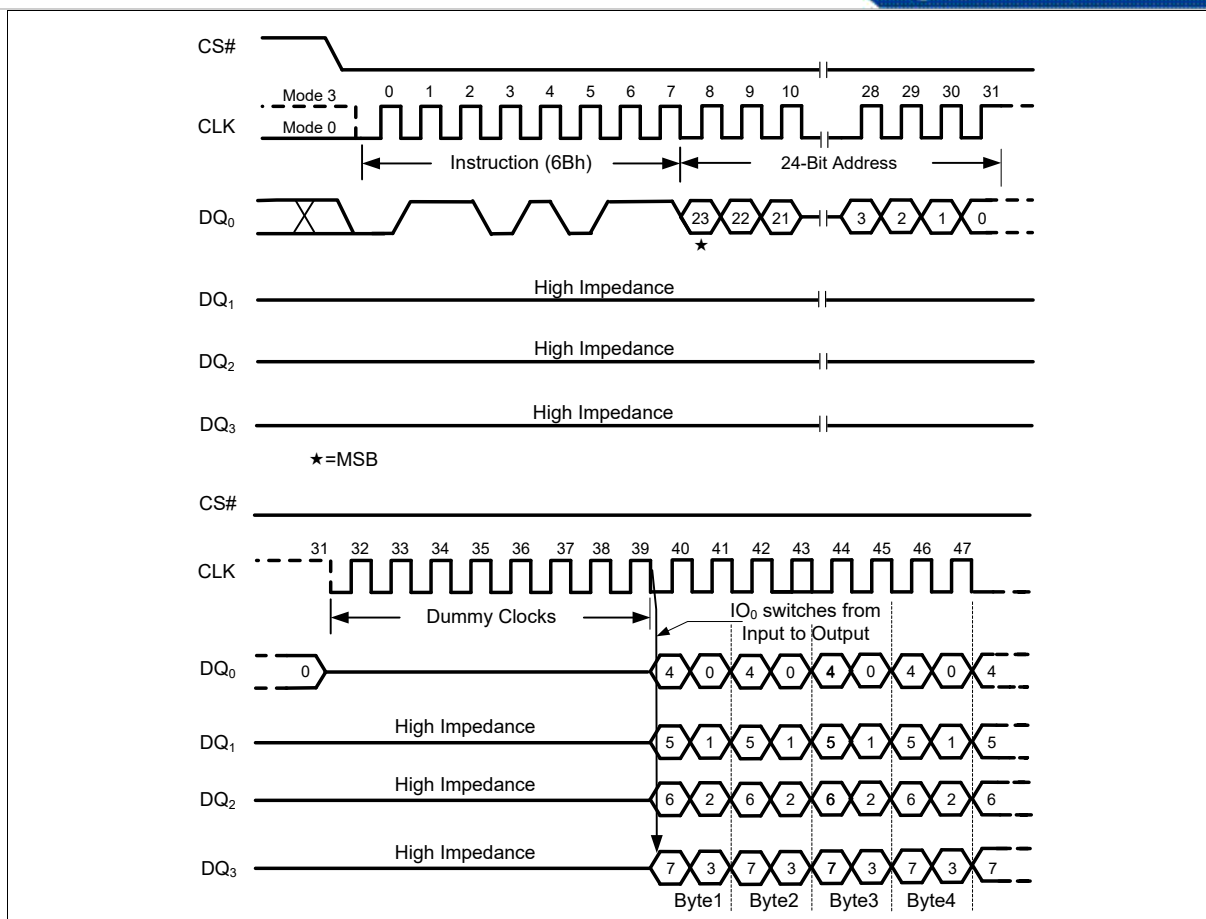 CS#
Mode 3
0 1 2 3 4 5 6 7 8 9 10 28 29 30 31
CLK
Mode 0
Instruction (6Bh)
24-Bit Address
DQ₀
23 22 21 3 2 1 0
★
High Impedance
DQ₁
High Impedance
DQ₂
High Impedance
DQ₃
★=MSB
CS#
31 32 33 34 35 36 37 38 39 40 41 42 43 44 45 46 47
CLK
Dummy Clocks
IO₀ switches from
Input to Output
DQ₀
0 4 0 4 0 4 0 4 0 4
High Impedance
DQ₁
5 1 5 1 5 1 5 1 5
High Impedance
DQ₂
6 2 6 2 6 2 6 2 6
High Impedance
DQ₃
7 3 7 3 7 3 7 3 7
Byte1 Byte2 Byte3 Byte4